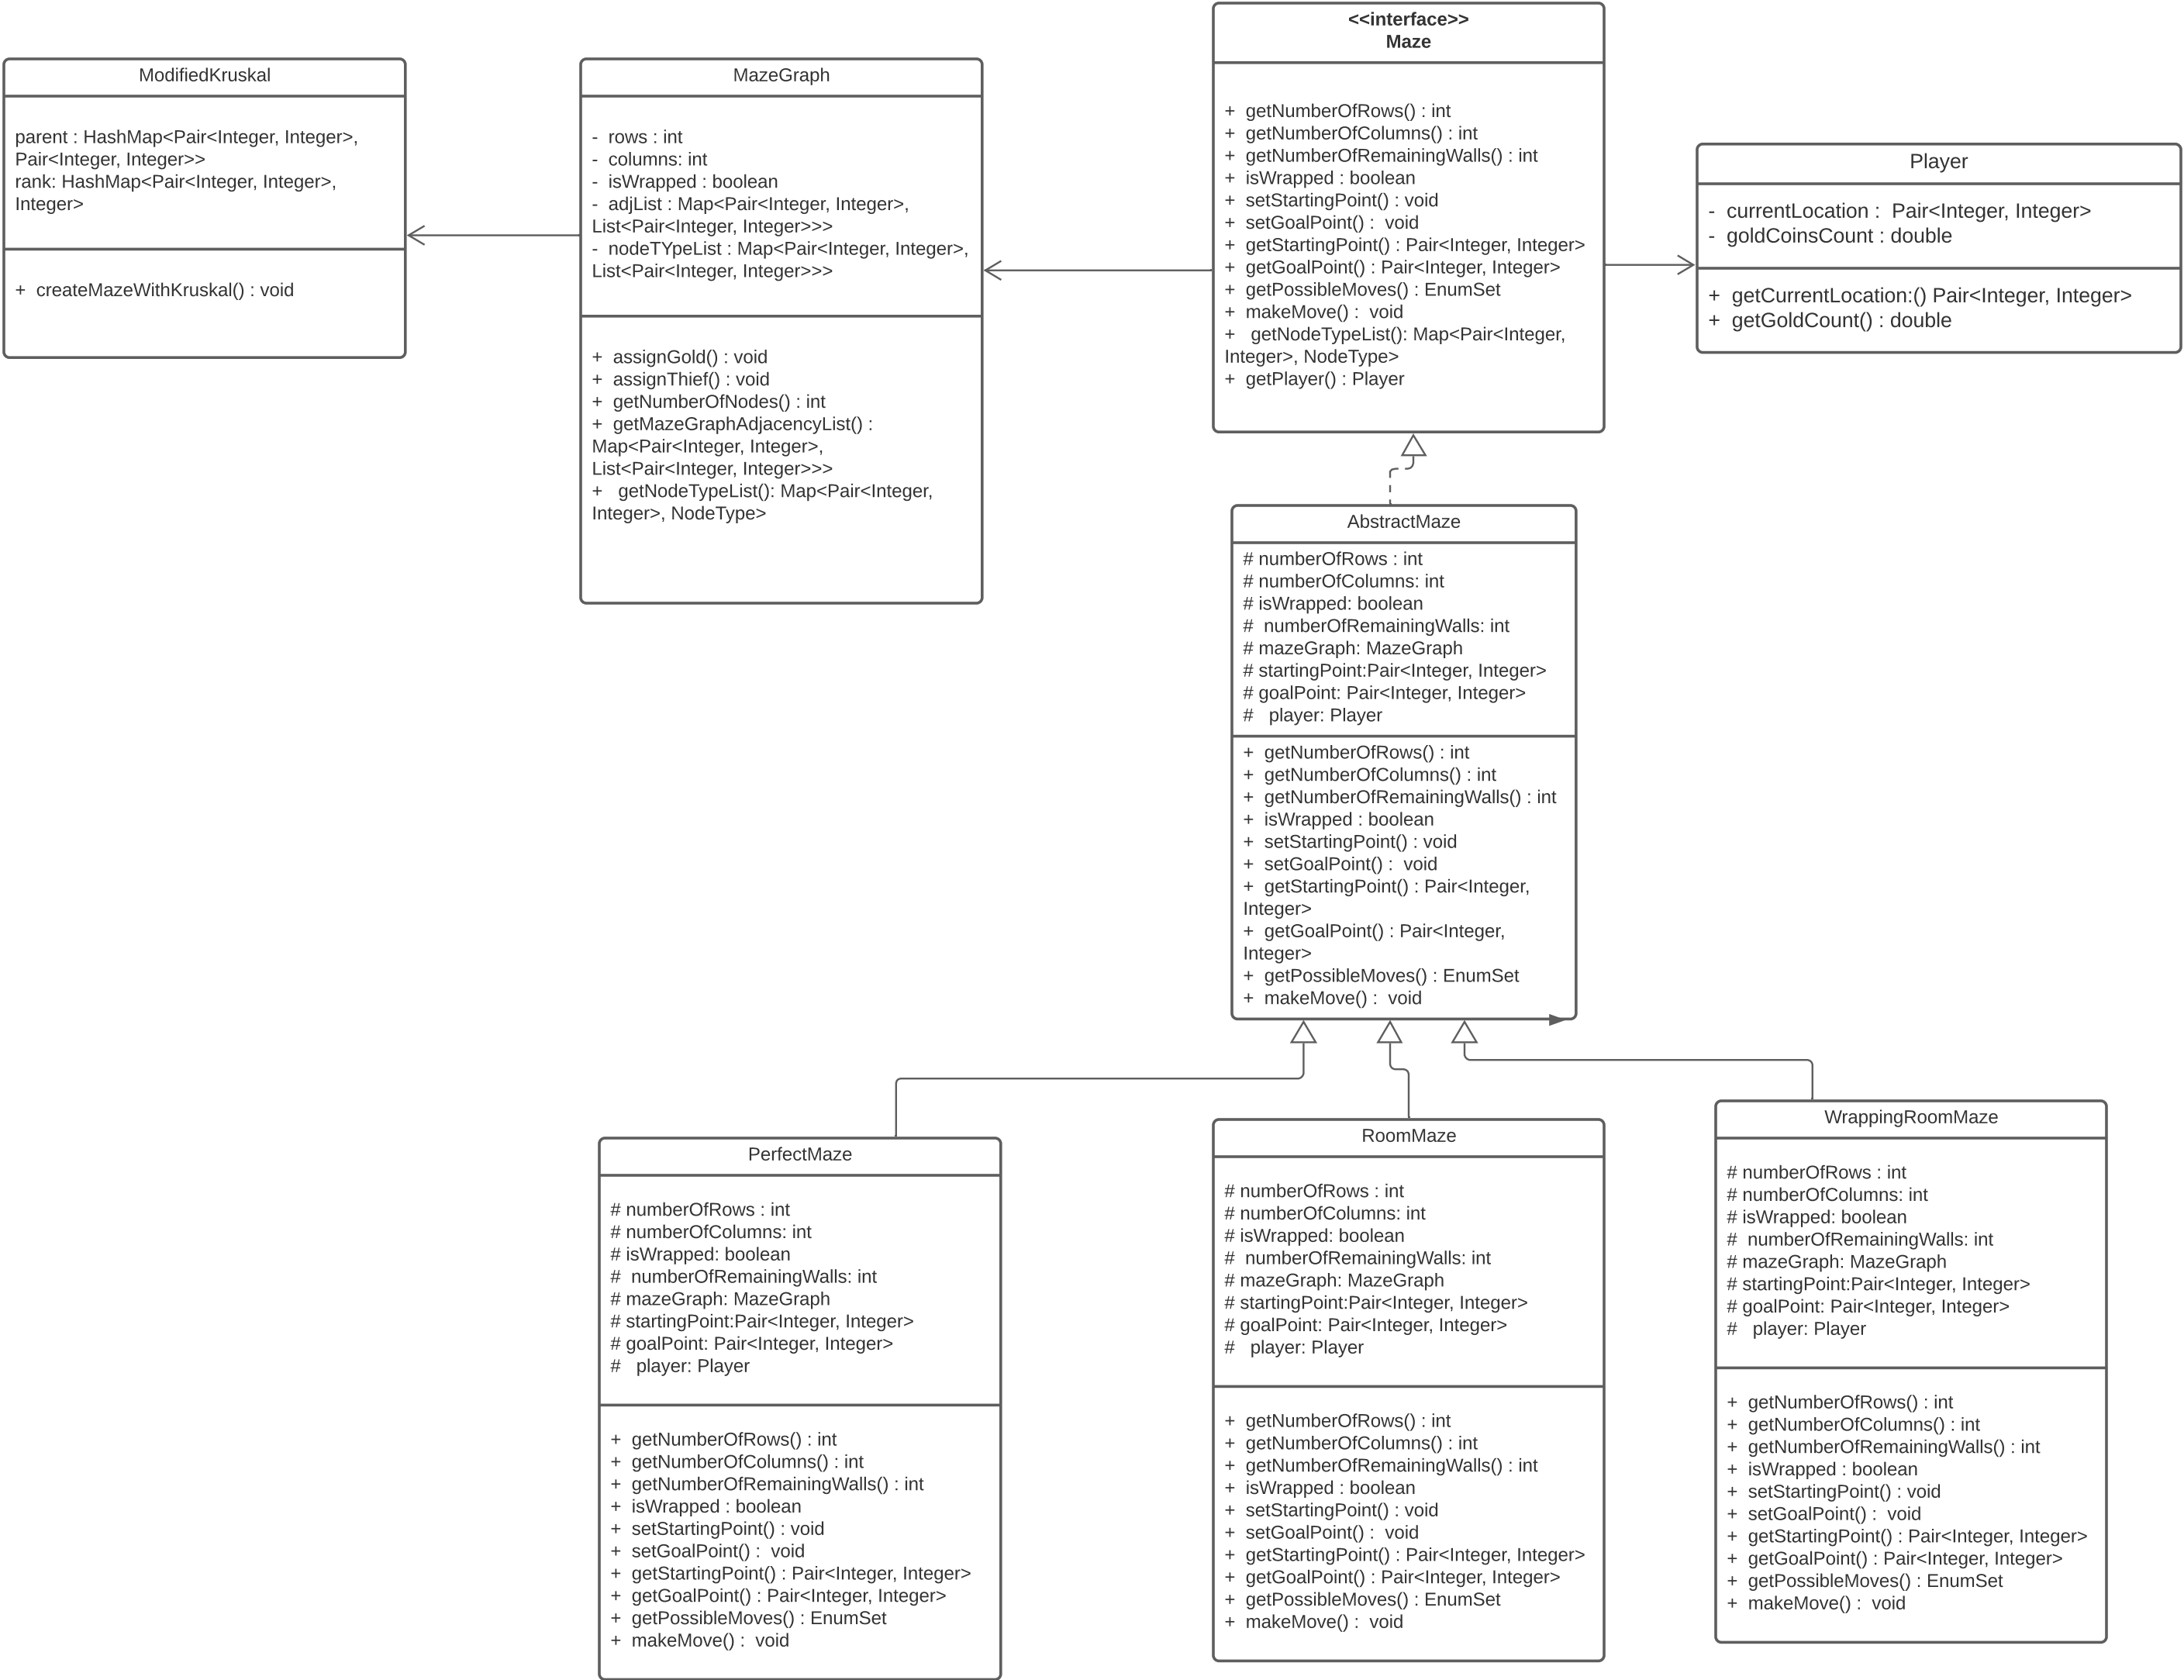 ModifiedKruskal
parent : HashMap<Pair<Integer, Integer>,
Pair<Integer, Integer>>
rank: HashMap<Pair<Integer, Integer>,
Integer>
+  createMazeWithKruskal() : void
MazeGraph
-  rows : int
-  columns: int
-  isWrapped : boolean
-  adjList : Map<Pair<Integer, Integer>,
List<Pair<Integer, Integer>>>
-  nodeTYpeList : Map<Pair<Integer, Integer>,
List<Pair<Integer, Integer>>>
+  assignGold() : void
+  assignThief() : void
+  getNumberOfNodes() : int
+  getMazeGraphAdjacencyList() :
Map<Pair<Integer, Integer>,
List<Pair<Integer, Integer>>>
+   getNodeTypeList(): Map<Pair<Integer,
Integer>, NodeType>
<<interface>>
Maze
+  getNumberOfRows() : int
+  getNumberOfColumns() : int
+  getNumberOfRemainingWalls() : int
+  isWrapped : boolean
+  setStartingPoint() : void
+  setGoalPoint() :  void
+  getStartingPoint() : Pair<Integer, Integer>
+  getGoalPoint() : Pair<Integer, Integer>
+  getPossibleMoves() : EnumSet
+  makeMove() :  void
+   getNodeTypeList(): Map<Pair<Integer,
Integer>, NodeType>
+  getPlayer() : Player
Player
-  currentLocation :  Pair<Integer, Integer>
-  goldCoinsCount : double
+  getCurrentLocation:() Pair<Integer, Integer>
+  getGoldCount() : double
AbstractMaze
# numberOfRows : int
# numberOfColumns: int
# isWrapped: boolean
#  numberOfRemainingWalls: int
# mazeGraph: MazeGraph
# startingPoint:Pair<Integer, Integer>
# goalPoint: Pair<Integer, Integer>
#   player: Player
+  getNumberOfRows() : int
+  getNumberOfColumns() : int
+  getNumberOfRemainingWalls() : int
+  isWrapped : boolean
+  setStartingPoint() : void
+  setGoalPoint() :  void
+  getStartingPoint() : Pair<Integer,
Integer>
+  getGoalPoint() : Pair<Integer,
Integer>
+  getPossibleMoves() : EnumSet
+  makeMove() :  void
PerfectMaze
# numberOfRows : int
# numberOfColumns: int
# isWrapped: boolean
#  numberOfRemainingWalls: int
# mazeGraph: MazeGraph
# startingPoint:Pair<Integer, Integer>
# goalPoint: Pair<Integer, Integer>
#   player: Player
+  getNumberOfRows() : int
+  getNumberOfColumns() : int
+  getNumberOfRemainingWalls() : int
+  isWrapped : boolean
+  setStartingPoint() : void
+  setGoalPoint() :  void
+  getStartingPoint() : Pair<Integer, Integer>
+  getGoalPoint() : Pair<Integer, Integer>
+  getPossibleMoves() : EnumSet
+  makeMove() :  void
RoomMaze
# numberOfRows : int
# numberOfColumns: int
# isWrapped: boolean
#  numberOfRemainingWalls: int
# mazeGraph: MazeGraph
# startingPoint:Pair<Integer, Integer>
# goalPoint: Pair<Integer, Integer>
#   player: Player
+  getNumberOfRows() : int
+  getNumberOfColumns() : int
+  getNumberOfRemainingWalls() : int
+  isWrapped : boolean
+  setStartingPoint() : void
+  setGoalPoint() :  void
+  getStartingPoint() : Pair<Integer, Integer>
+  getGoalPoint() : Pair<Integer, Integer>
+  getPossibleMoves() : EnumSet
+  makeMove() :  void
WrappingRoomMaze
# numberOfRows : int
# numberOfColumns: int
# isWrapped: boolean
#  numberOfRemainingWalls: int
# mazeGraph: MazeGraph
# startingPoint:Pair<Integer, Integer>
# goalPoint: Pair<Integer, Integer>
#   player: Player
+  getNumberOfRows() : int
+  getNumberOfColumns() : int
+  getNumberOfRemainingWalls() : int
+  isWrapped : boolean
+  setStartingPoint() : void
+  setGoalPoint() :  void
+  getStartingPoint() : Pair<Integer, Integer>
+  getGoalPoint() : Pair<Integer, Integer>
+  getPossibleMoves() : EnumSet
+  makeMove() :  void